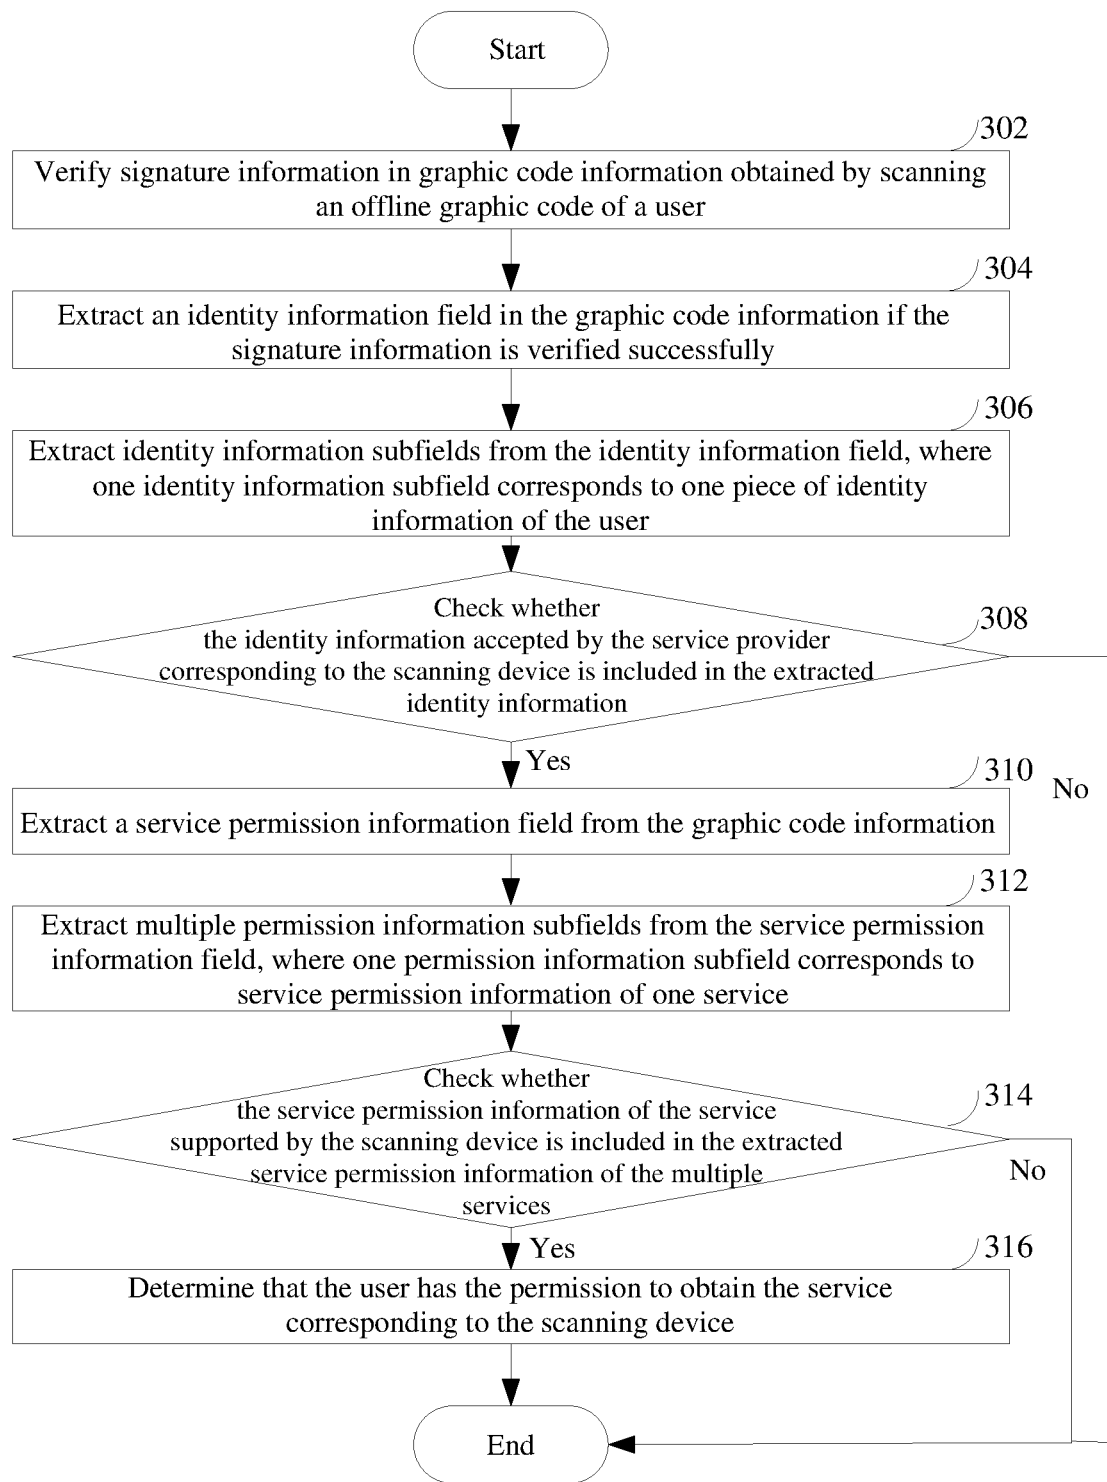 Start
302
Verify signature information in graphic code information obtained by scanning
an offline graphic code of a user
304
Extract an identity information field in the graphic code information if the
signature information is verified successfully
306
Extract identity information subfields from the identity information field, where
one identity information subfield corresponds to one piece of identity
information of the user
Check whether
the identity information accepted by the service provider
corresponding to the scanning device is included in the extracted
identity information
308
Yes
No
310
Extract a service permission information field from the graphic code information
312
Extract multiple permission information subfields from the service permission
information field, where one permission information subfield corresponds to
service permission information of one service
Check whether
the service permission information of the service
supported by the scanning device is included in the extracted
service permission information of the multiple
services
314
No
Yes
316
Determine that the user has the permission to obtain the service
corresponding to the scanning device
End